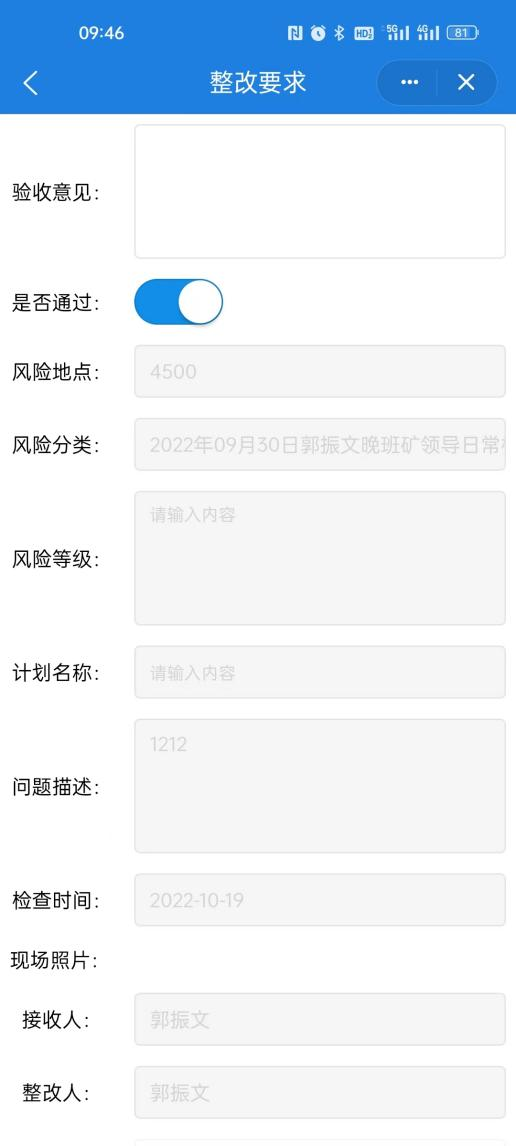 09:46
HD 5G 4G 81
整改要求
验收意见：
是否通过：
风险地点： 4500
风险分类： 2022年09月30日郭振文晚班矿领导日常
风险等级： 请输入内容
计划名称： 请输入内容
问题描述： 1212
检查时间： 2022-10-19
现场照片：
接收人： 郭振文
整改人： 郭振文